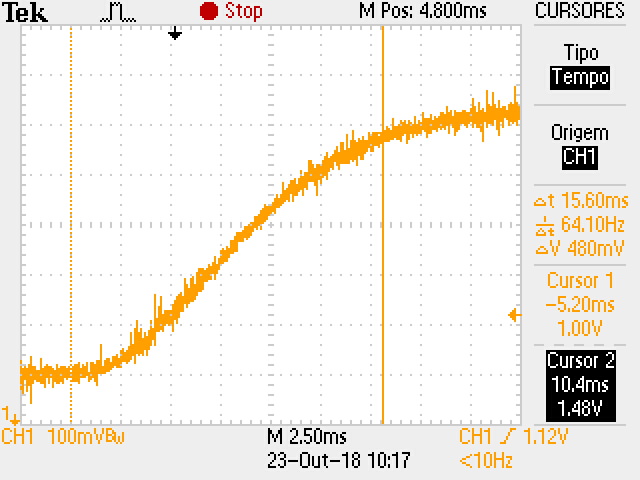 Tek Stop M Pos: 4.800ms CURSORES
Tipo
Tempo
Origem
CH1
Δt 15.60ms
1/Δt 64.10Hz
ΔV 480mV
Cursor 1
-5.20ms
1.00V
Cursor 2
10.4ms
1.48V
1
CH1 100mVBw M 2.50ms CH1 1.12V
23-Out-18 10:17 <10Hz